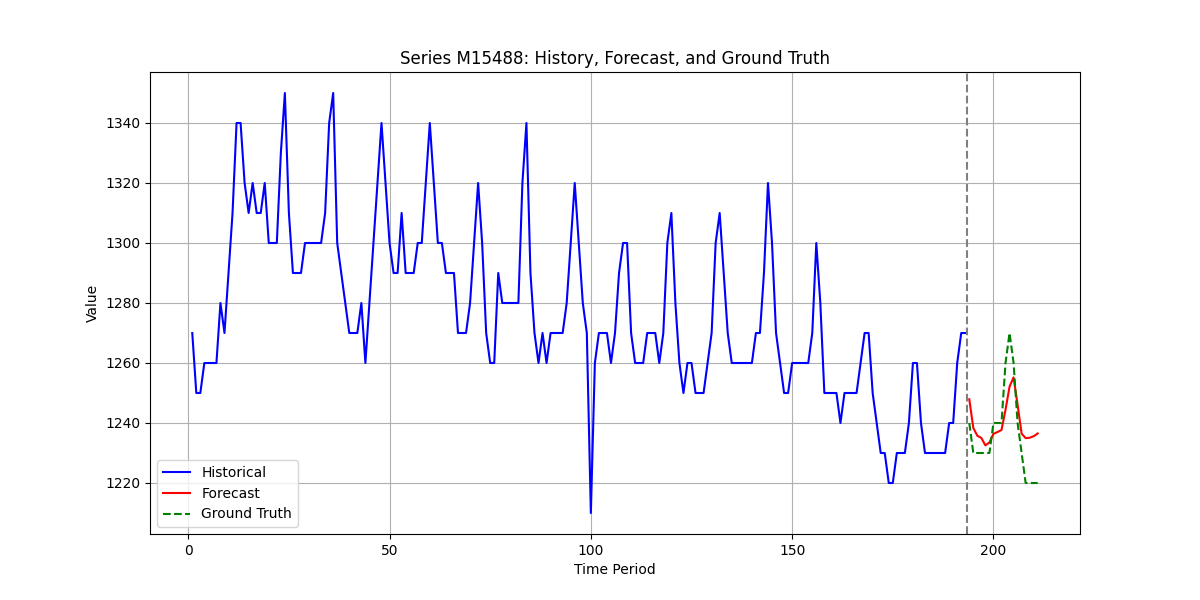 Series M15488: History, Forecast, and Ground Truth
1340
1320
1300
1280
1260
1240
1220
Value
Historical
Forecast
Ground Truth
0
50
100
150
200
Time Period